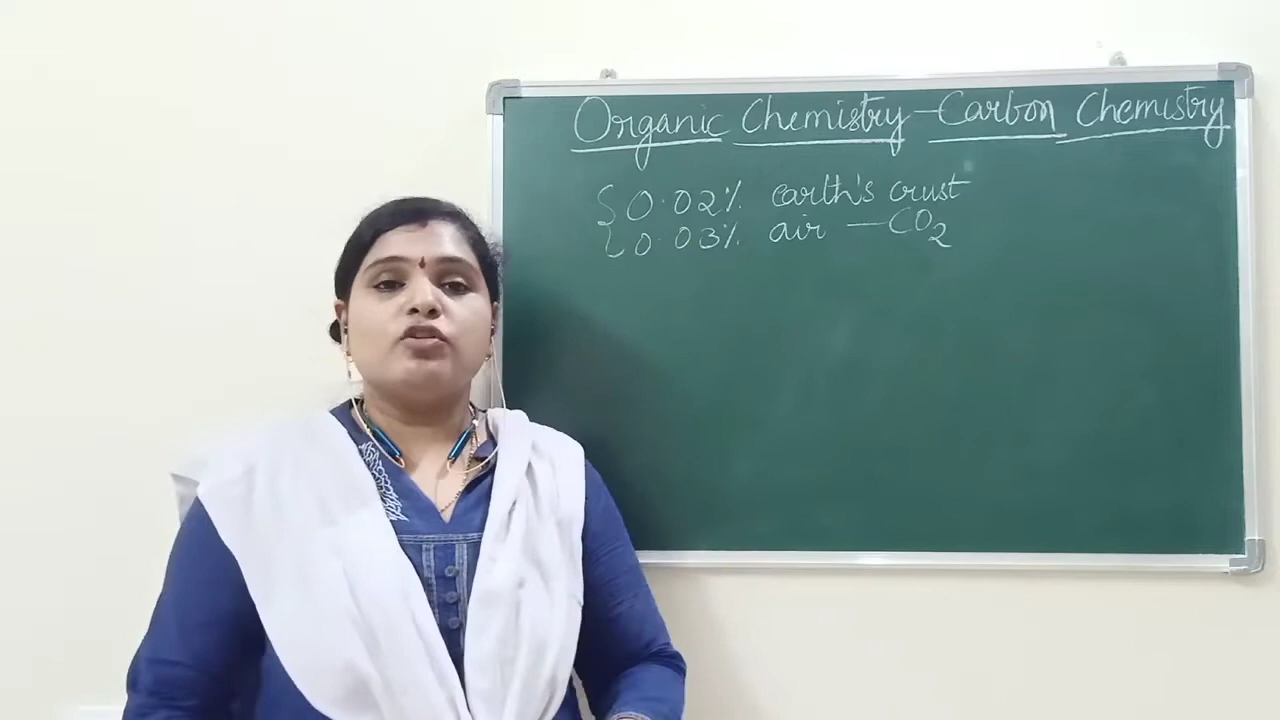 Organic Chemistry - Carbon Chemistry
{ 0.02% earth's crust
{ 0.03% air — CO₂